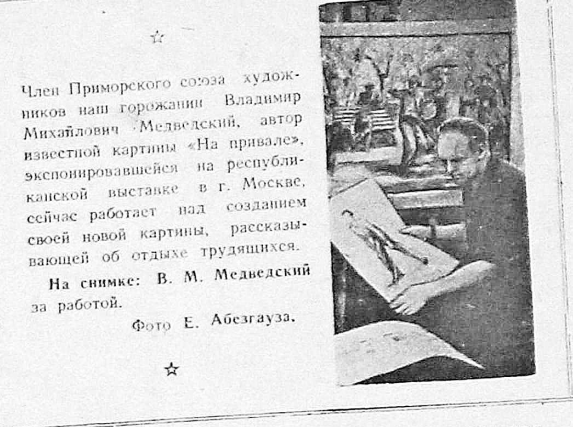 Член Приморского союза худож-
ников наш горожанин Владимир
Михайлович Медведский, автор
известной картины «На привале»,
экспонировавшейся на республи-
канской выставке в г. Москве,
сейчас работает над созданием
своей новой картины, рассказы-
вающей об отдыхе трудящихся.
На снимке: В. М. Медведский
за работой.
Фото Е. Абезгауза.